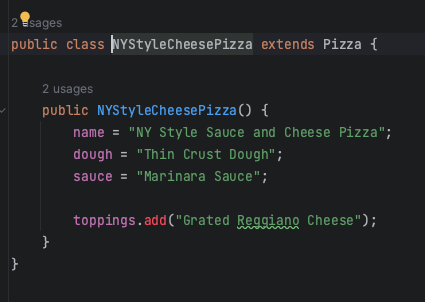 2 usages
public class NYStyleCheesePizza extends Pizza {
2 usages
public NYStyleCheesePizza() {
name = "NY Style Sauce and Cheese Pizza";
dough = "Thin Crust Dough";
sauce = "Marinara Sauce";
toppings.add("Grated Reggiano Cheese");
}
}